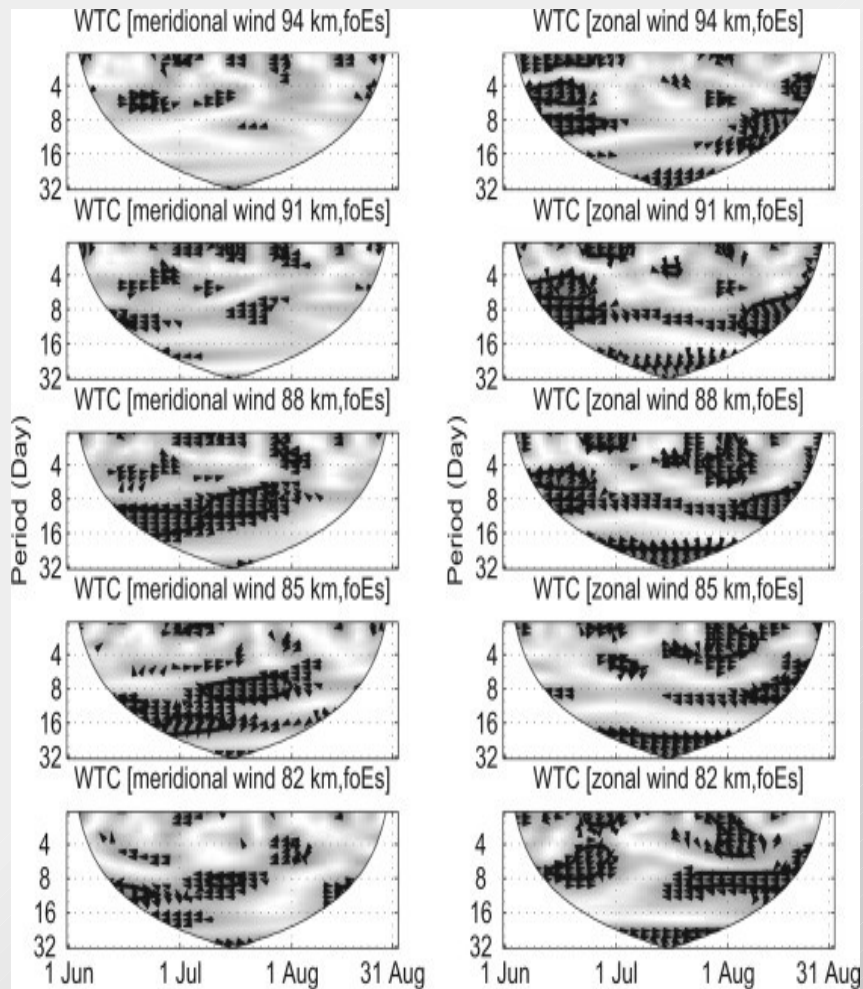 WTC [meridional wind 94 km,foEs]
4
8
16
32
WTC [meridional wind 91 km,foEs]
4
8
16
32
WTC [meridional wind 88 km,foEs]
4
8
16
32
WTC [meridional wind 85 km,foEs]
4
8
16
32
WTC [meridional wind 82 km,foEs]
4
8
16
32
Period (Day)
1 Jun
1 Jul
1 Aug
31 Aug
WTC [zonal wind 94 km,foEs]
4
8
16
32
WTC [zonal wind 91 km,foEs]
4
8
16
32
WTC [zonal wind 88 km,foEs]
4
8
16
32
WTC [zonal wind 85 km,foEs]
4
8
16
32
WTC [zonal wind 82 km,foEs]
4
8
16
32
Period (Day)
1 Jun
1 Jul
1 Aug
31 Aug